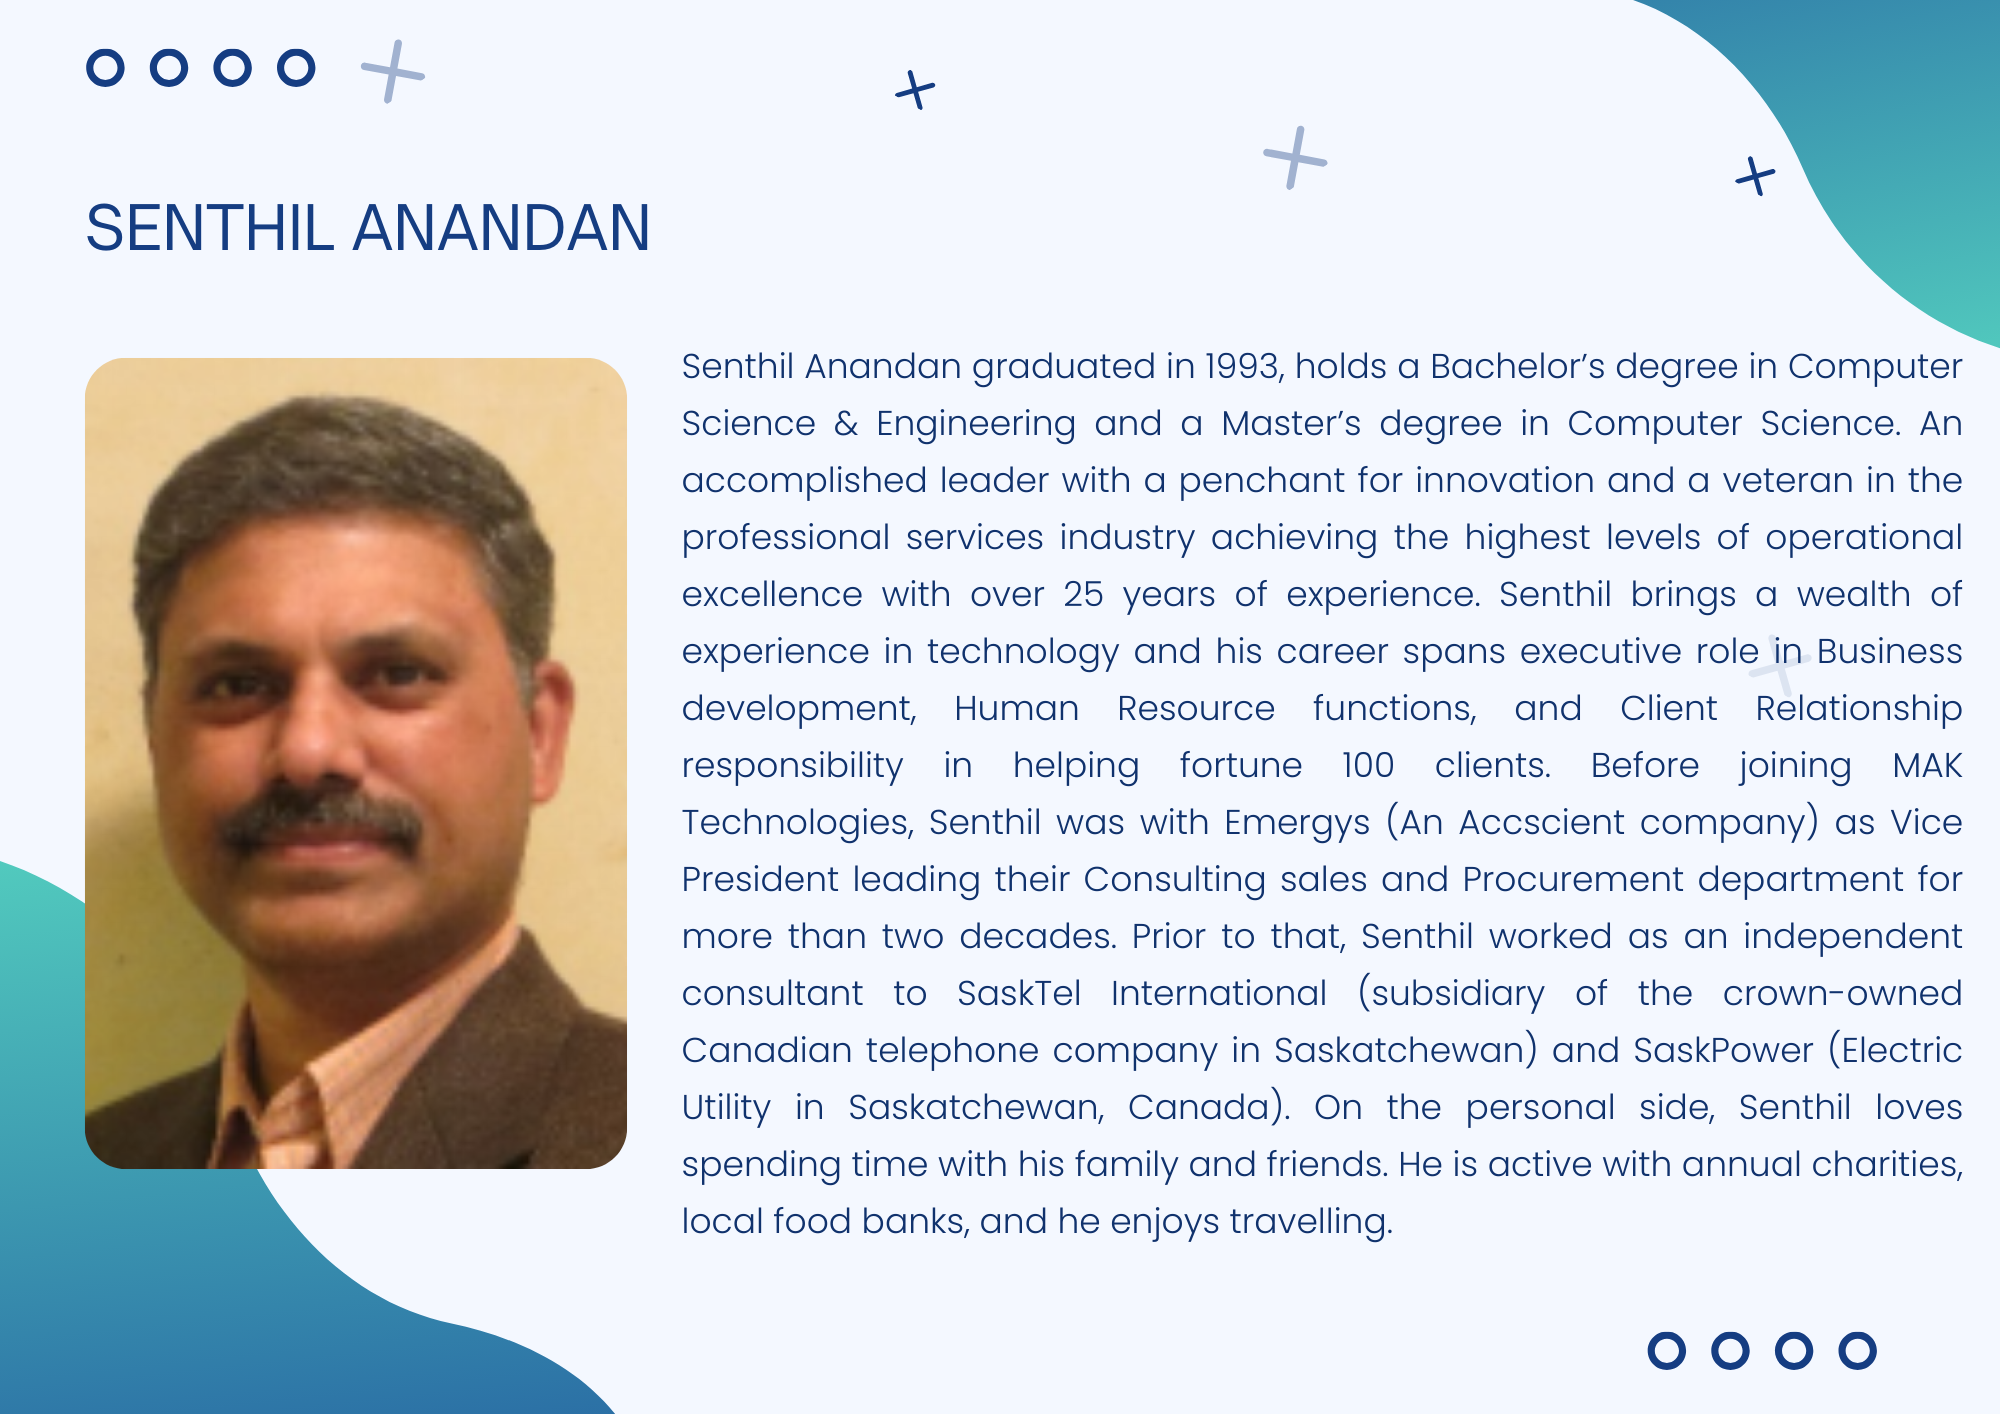 SENTHIL ANANDAN
Senthil Anandan graduated in 1993, holds a Bachelor’s degree in Computer
Science & Engineering and a Master’s degree in Computer Science. An
accomplished leader with a penchant for innovation and a veteran in the
professional services industry achieving the highest levels of operational
excellence with over 25 years of experience. Senthil brings a wealth of
experience in technology and his career spans executive role in Business
development, Human Resource functions, and Client Relationship
responsibility in helping fortune 100 clients. Before joining MAK
Technologies, Senthil was with Emergys (An Accscient company) as Vice
President leading their Consulting sales and Procurement department for
more than two decades. Prior to that, Senthil worked as an independent
consultant to SaskTel International (subsidiary of the crown-owned
Canadian telephone company in Saskatchewan) and SaskPower (Electric
Utility in Saskatchewan, Canada). On the personal side, Senthil loves
spending time with his family and friends. He is active with annual charities,
local food banks, and he enjoys travelling.